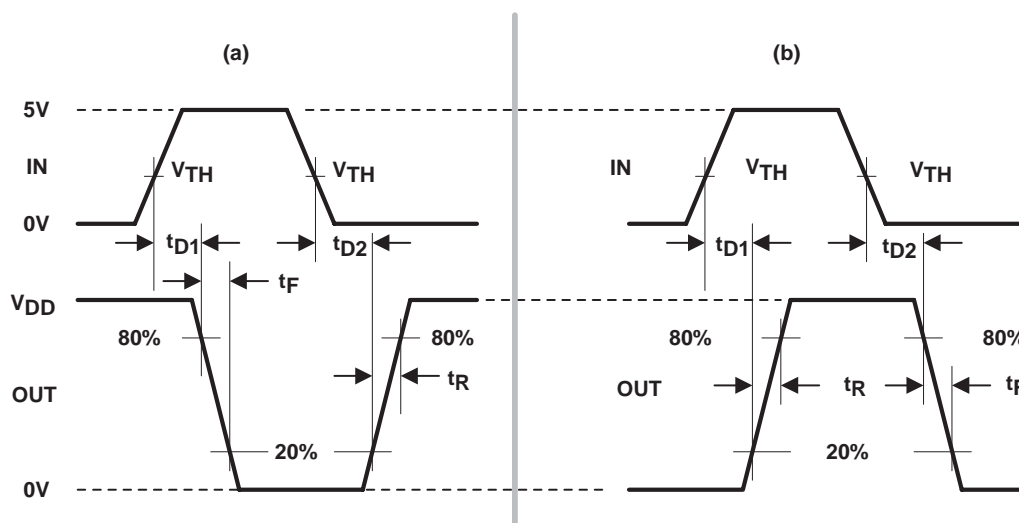 (a)
5V
IN
VTH
VTH
0V
tD1
tD2
tF
VDD
80%
80%
tR
OUT
20%
0V
(b)
IN
VTH
VTH
tD1
tD2
80%
80%
OUT
tR
tF
20%